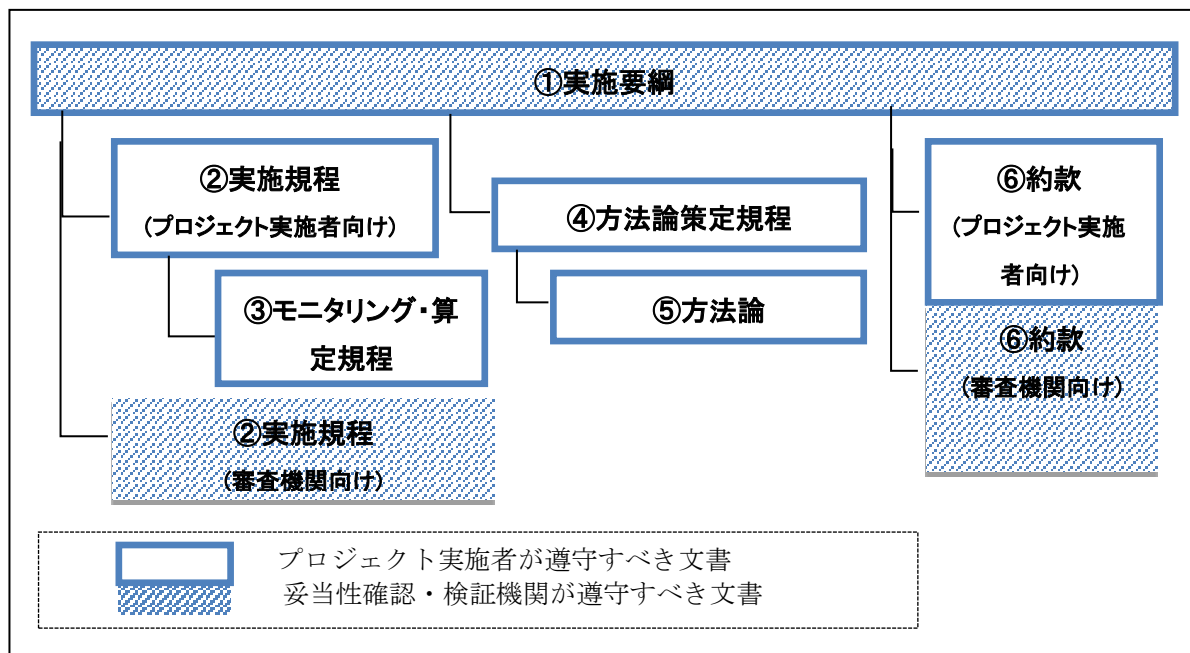 ①実施要綱
②実施規程
(プロジェクト実施者向け)
③モニタリング・算
定規程
②実施規程
(審査機関向け)
④方法論策定規程
⑤方法論
⑥約款
(プロジェクト実施
者向け)
⑥約款
(審査機関向け)
プロジェクト実施者が遵守すべき文書
妥当性確認・検証機関が遵守すべき文書